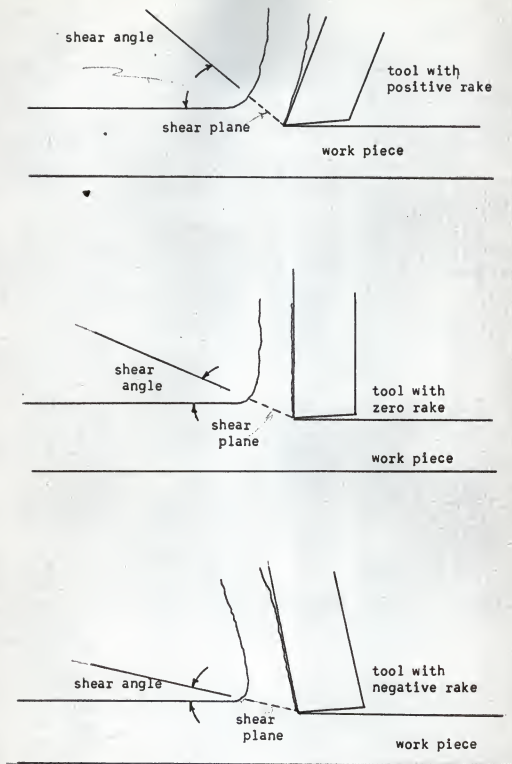 shear angle
tool with
positive rake
shear plane
work piece
shear
angle
tool with
zero rake
shear
plane
work piece
shear angle
tool with
negative rake
shear
plane
work piece